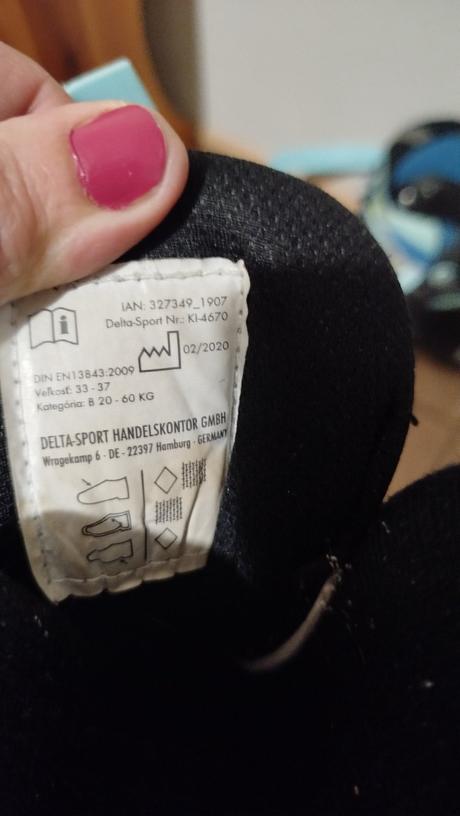 IAN: 327349_1907
Delta-Sport Nr.: KI-4670
02/2020
DIN EN13843:2009
Veľkosť: 33 - 37
Kategória: B 20 - 60 KG
DELTA-SPORT HANDELSKONTOR GMBH
Wragekamp 6 · DE - 22397 Hamburg · GERMANY